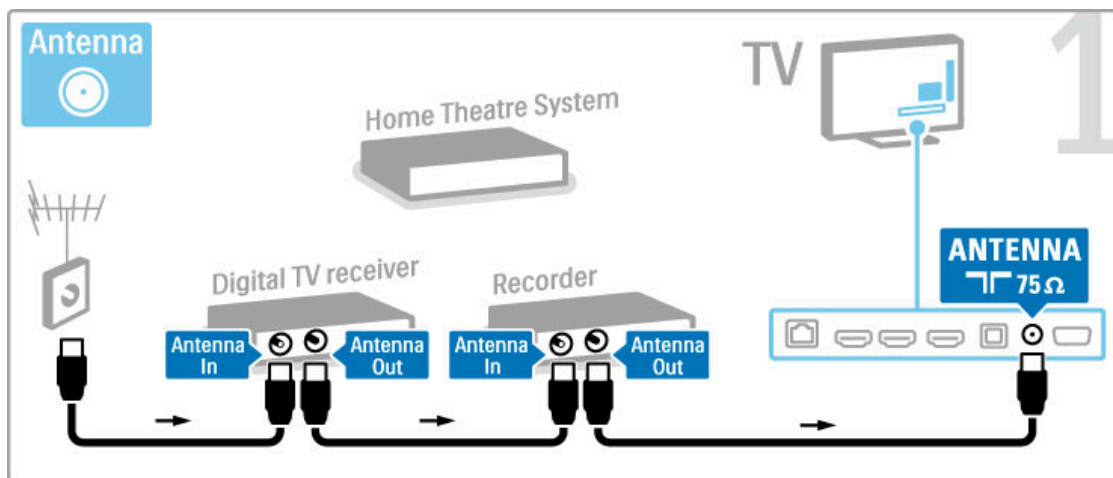 Antenna
TV
1
Home Theatre System
Digital TV receiver
Recorder
ANTENNA
75 Ω
Antenna
In
Antenna
Out
Antenna
In
Antenna
Out